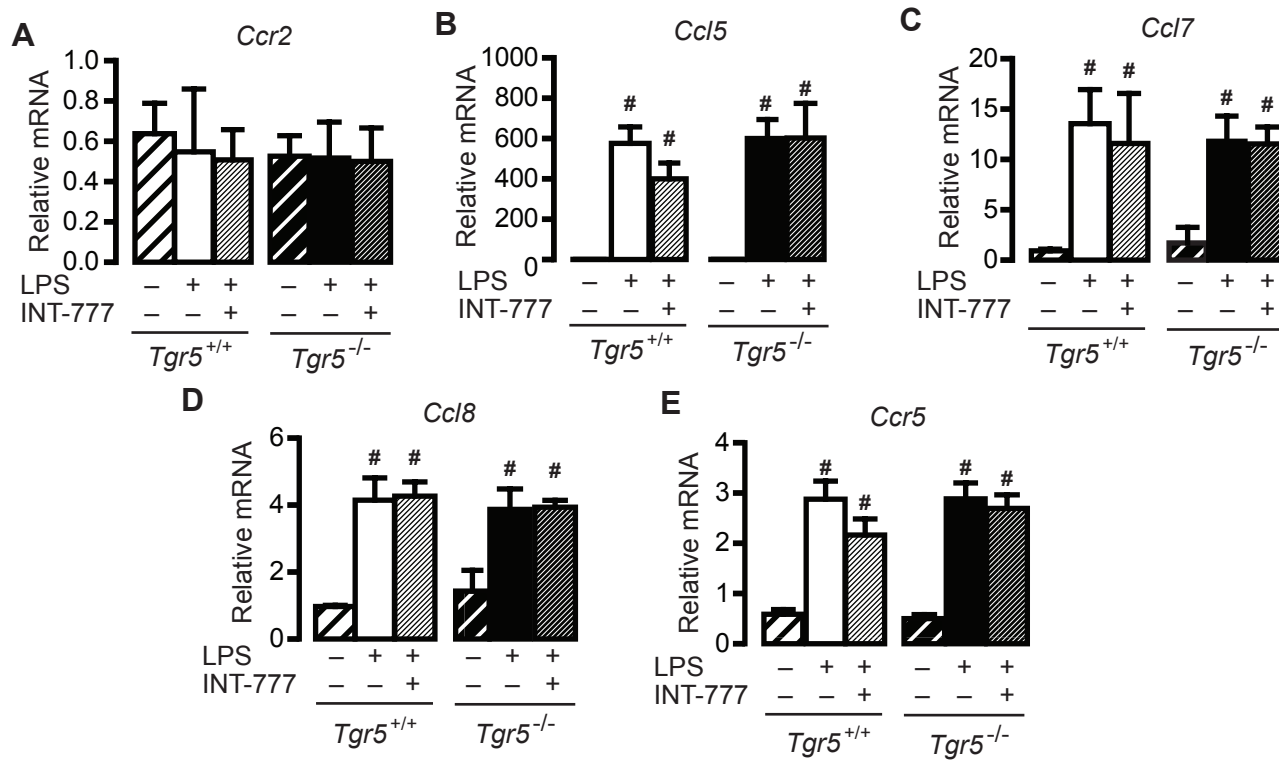 A
Ccr2
Relative mRNA
1.0
0.8
0.6
0.4
0.2
0.0
LPS – + + – + +
INT-777 – – + – – +
Tgr5+/+ Tgr5-/-
B
Ccl5
Relative mRNA
1000
800
600
400
200
0
# # # #
LPS – + + – + +
INT-777 – – + – – +
Tgr5+/+ Tgr5-/-
C
Ccl7
Relative mRNA
20
15
10
5
0
# # # #
LPS – + + – + +
INT-777 – – + – – +
Tgr5+/+ Tgr5-/-
D
Ccl8
Relative mRNA
6
4
2
0
# # # #
LPS – + + – + +
INT-777 – – + – – +
Tgr5+/+ Tgr5-/-
E
Ccr5
Relative mRNA
4
3
2
1
0
# # # #
LPS – + + – + +
INT-777 – – + – – +
Tgr5+/+ Tgr5-/-